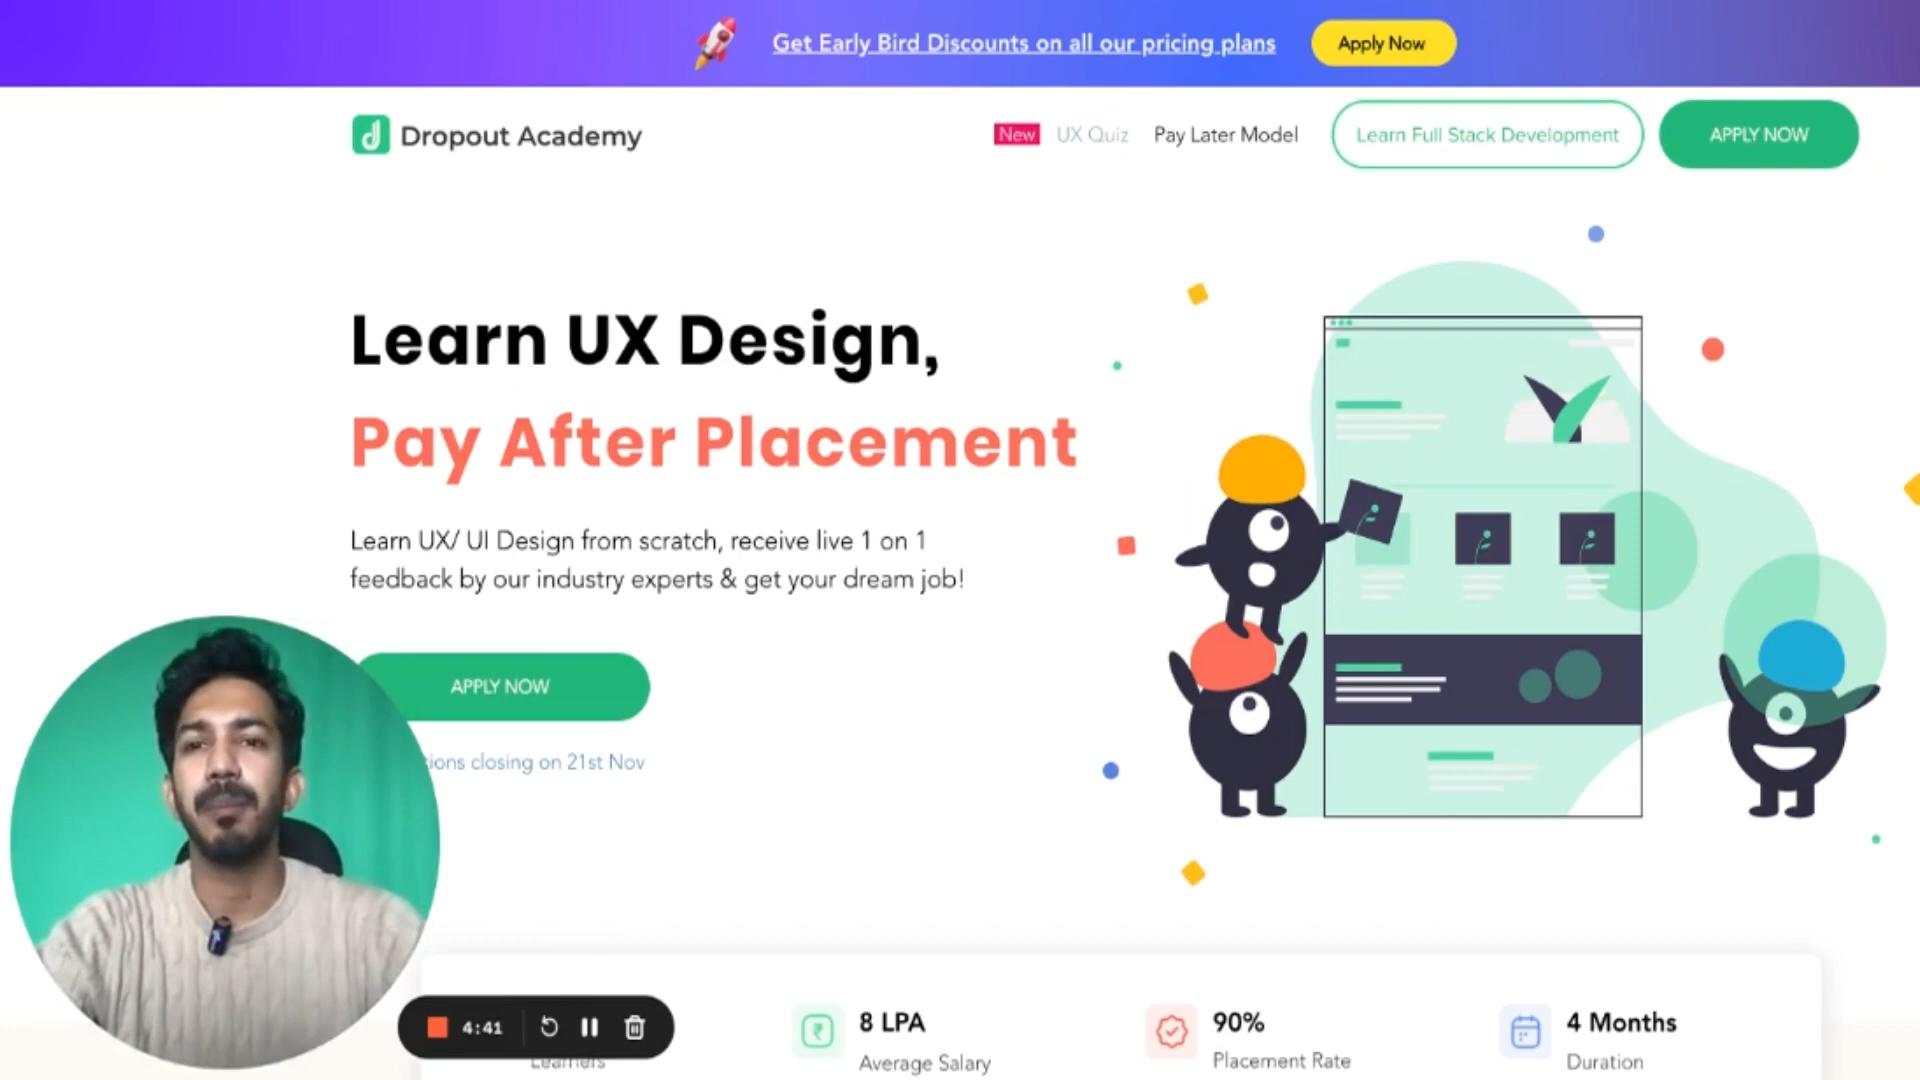 Get Early Bird Discounts on all our pricing plans
Apply Now
Dropout Academy
New UX Quiz Pay Later Model Learn Full Stack Development APPLY NOW
Learn UX Design,
Pay After Placement
Learn UX/ UI Design from scratch, receive live 1 on 1
feedback by our industry experts & get your dream job!
APPLY NOW
closing on 21st Nov
4:41
Learners
8 LPA
Average Salary
90%
Placement Rate
4 Months
Duration